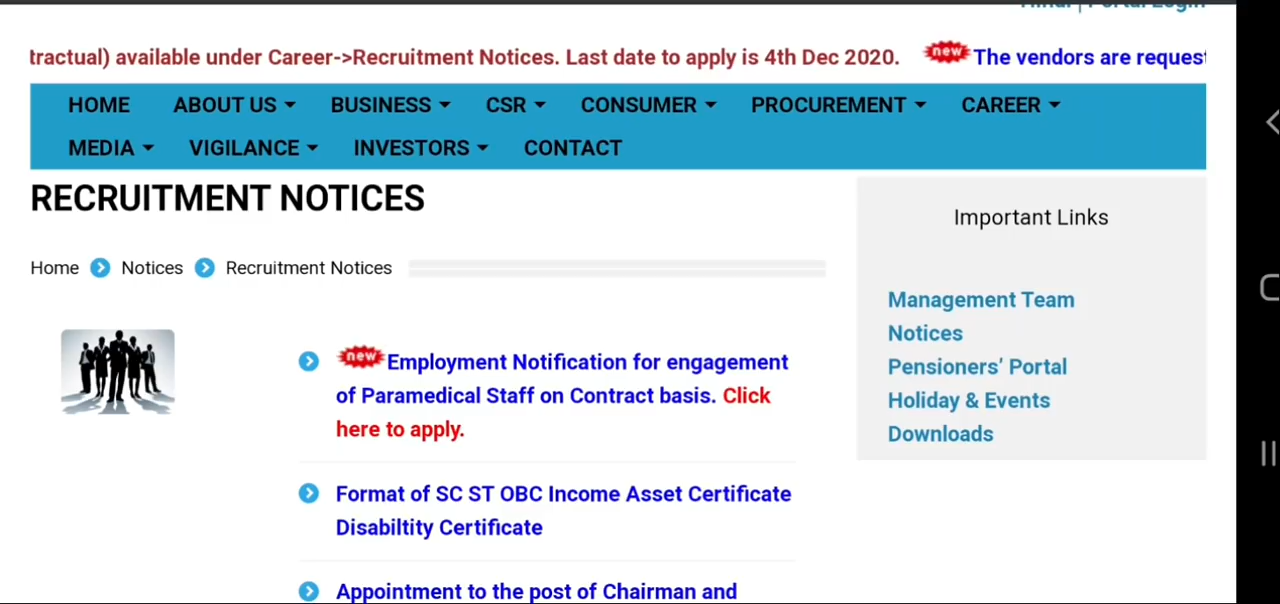 Hindi | Portal Login
tractual) available under Career->Recruitment Notices. Last date to apply is 4th Dec 2020. new The vendors are request
HOME ABOUT US BUSINESS CSR CONSUMER PROCUREMENT CAREER
MEDIA VIGILANCE INVESTORS CONTACT
RECRUITMENT NOTICES
Home Notices Recruitment Notices
new Employment Notification for engagement
of Paramedical Staff on Contract basis. Click
here to apply.
Format of SC ST OBC Income Asset Certificate
Disabiltity Certificate
Appointment to the post of Chairman and
Important Links
Management Team
Notices
Pensioners’ Portal
Holiday & Events
Downloads